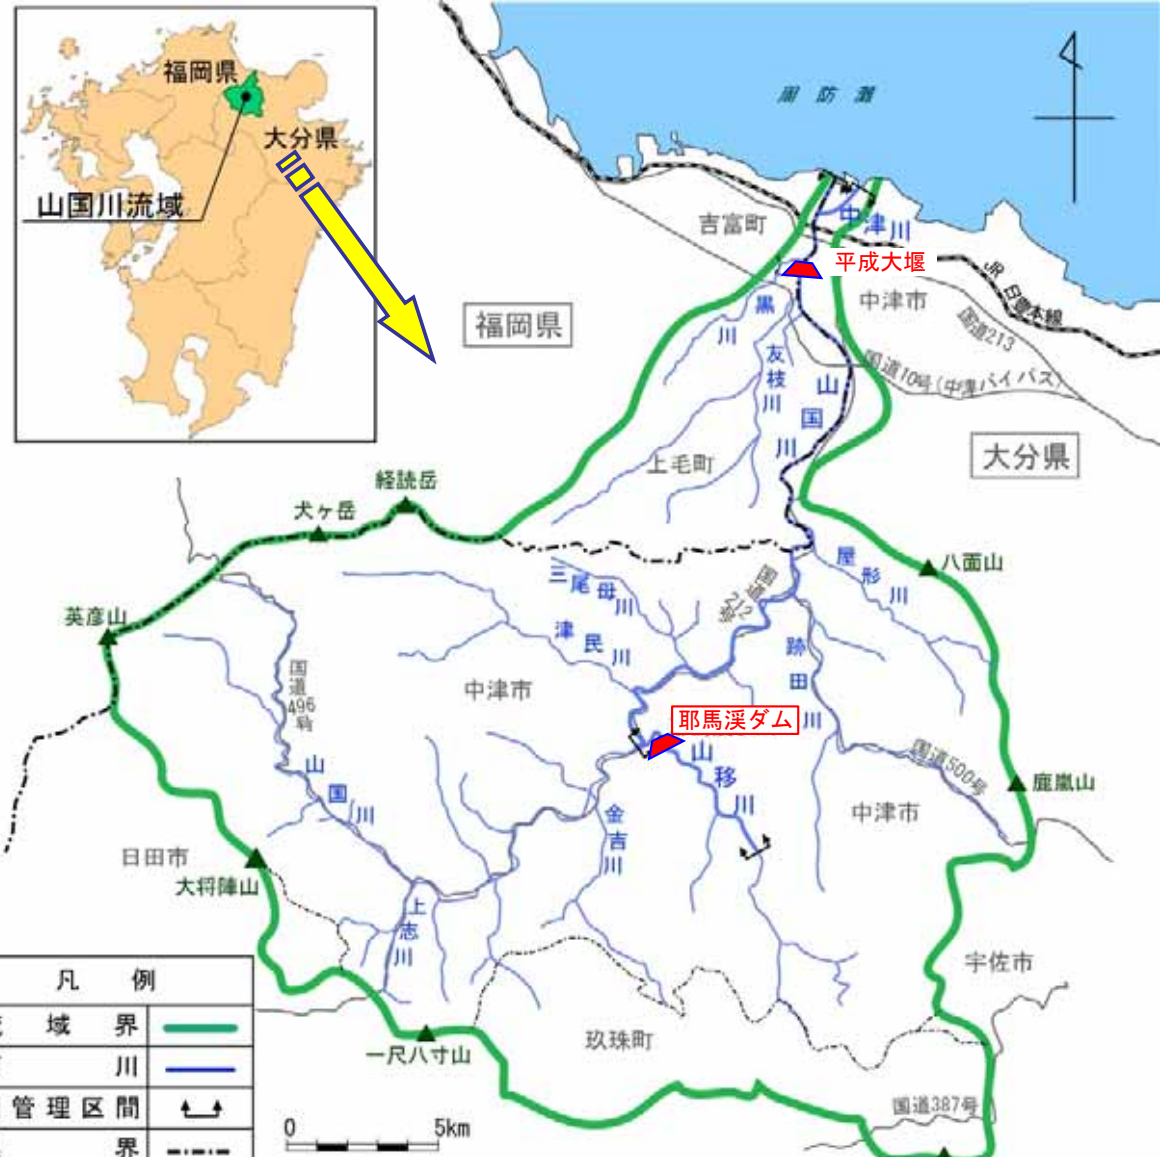 福岡県
大分県
山国川流域
周防灘
吉富町
中津川
平成大堰
中津市
JR 日豊本線
国道213
国道10号(中津バイパス)
福岡県
黒川
友枝川
山国川
大分県
上毛町
経読岳
犬ヶ岳
八面山
屋形川
国道212号
三尾母川
津民川
英彦山
跡田川
国道496号
中津市
耶馬渓ダム
山移川
国道500号
鹿嵐山
中津市
山国川
金吉川
日田市
大将陣山
上志川
宇佐市
玖珠町
一尺八寸山
国道387号
凡 例
域 界
川
管理区間
界
0 5km